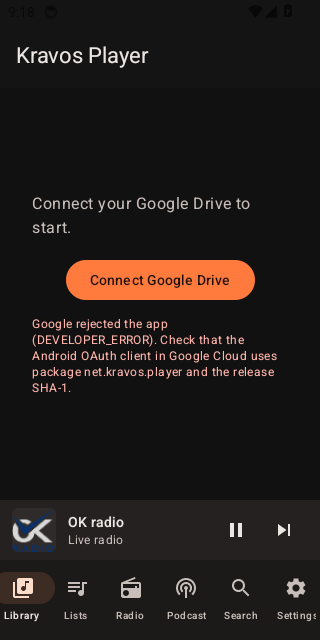 9:18
Kravos Player
Connect your Google Drive to
start.
Connect Google Drive
Google rejected the app
(DEVELOPER_ERROR). Check that the
Android OAuth client in Google Cloud uses
package net.kravos.player and the release
SHA-1.
OK
OK radio
Live radio
Library
Lists
Radio
Podcast
Search
Settings